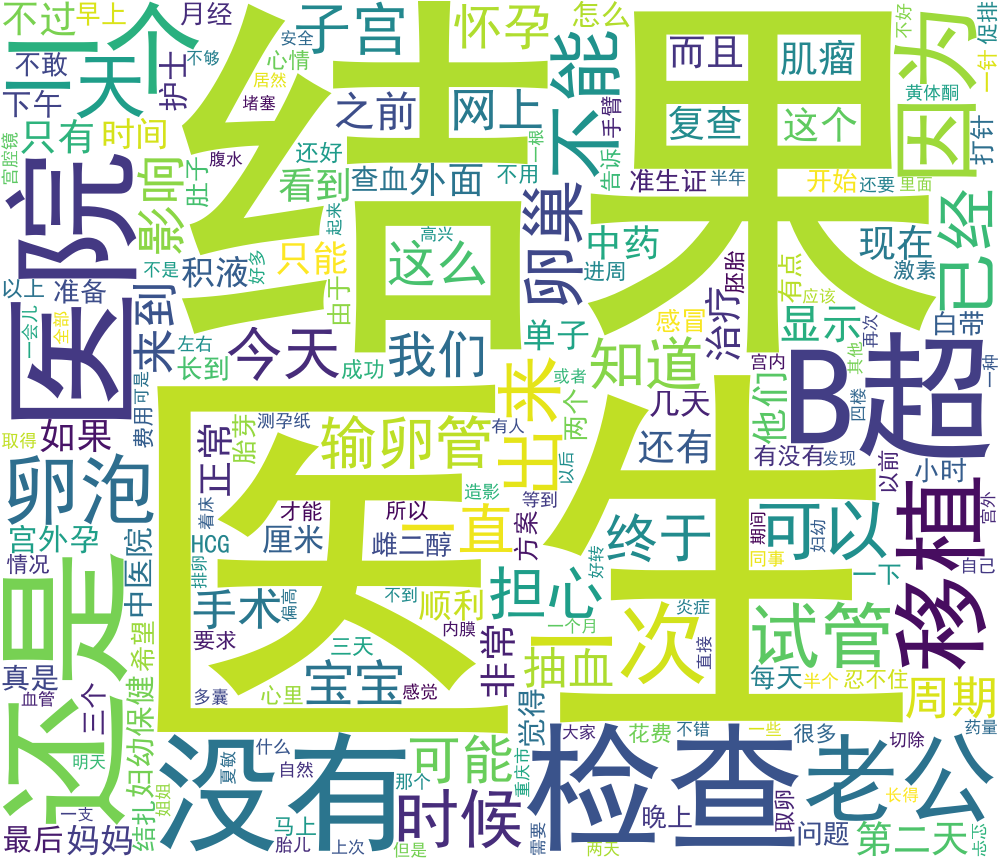 结果
医生
医院
一个
还是
没有
检查
B超
移植
因为
不能
老公
可以
试管
卵泡
一次
已经
不过
早上
月经
子宫
怀孕
怎么
安全
不够
心情
居然
堵塞
不敢
护士
下午
一天
之前
网上
而且
肌瘤
复查
这个
不好
促排
一针
黄体酮
打针
只有
时间
宫腔镜
影响
肚子
腹水
还好
看到
查血
外面
不用
一根
手臂
告诉
准生证
半年
开始
还要
里面
卵巢
中药
进周
现在
激素
来到
积液
不是
好多
只能
起来
高兴
这么
由于
胚胎
治疗
有点
应该
以上
准备
一会儿
全部
左右
今天
我们
单子
感冒
显示
再次
白带
长到
成功
或者
知道
宫内
其他
一种
费用
可是
取得
如果
测孕纸
有人
出来
两个
几天
他们
四楼
正常
胎芽
输卵管
还有
有没有
发现
以前
小时
造影
以后
等到
着床
才能
所以
一直
方案
终于
宫外孕
中医院
HCG
厘米
雌二醇
好转
期间
妇幼
同事
宫外
情况
排卵
偏高
手术
不到
顺利
担心
炎症
一下
自己
希望
要求
三天
内膜
非常
一个月
直接
真是
血管
三个
结扎
妇幼保健
多囊
心里
宝宝
感觉
抽血
每天
半个
忍不住
周期
明天
夏敏
什么
可能
觉得
大家
花费
不错
一些
很多
切除
药量
一支
姐姐
自然
那个
时候
重庆市
最后
妈妈
马上
胎儿
上次
但是
需要
两天
晚上
取卵
问题
第二天
长得
忐忑